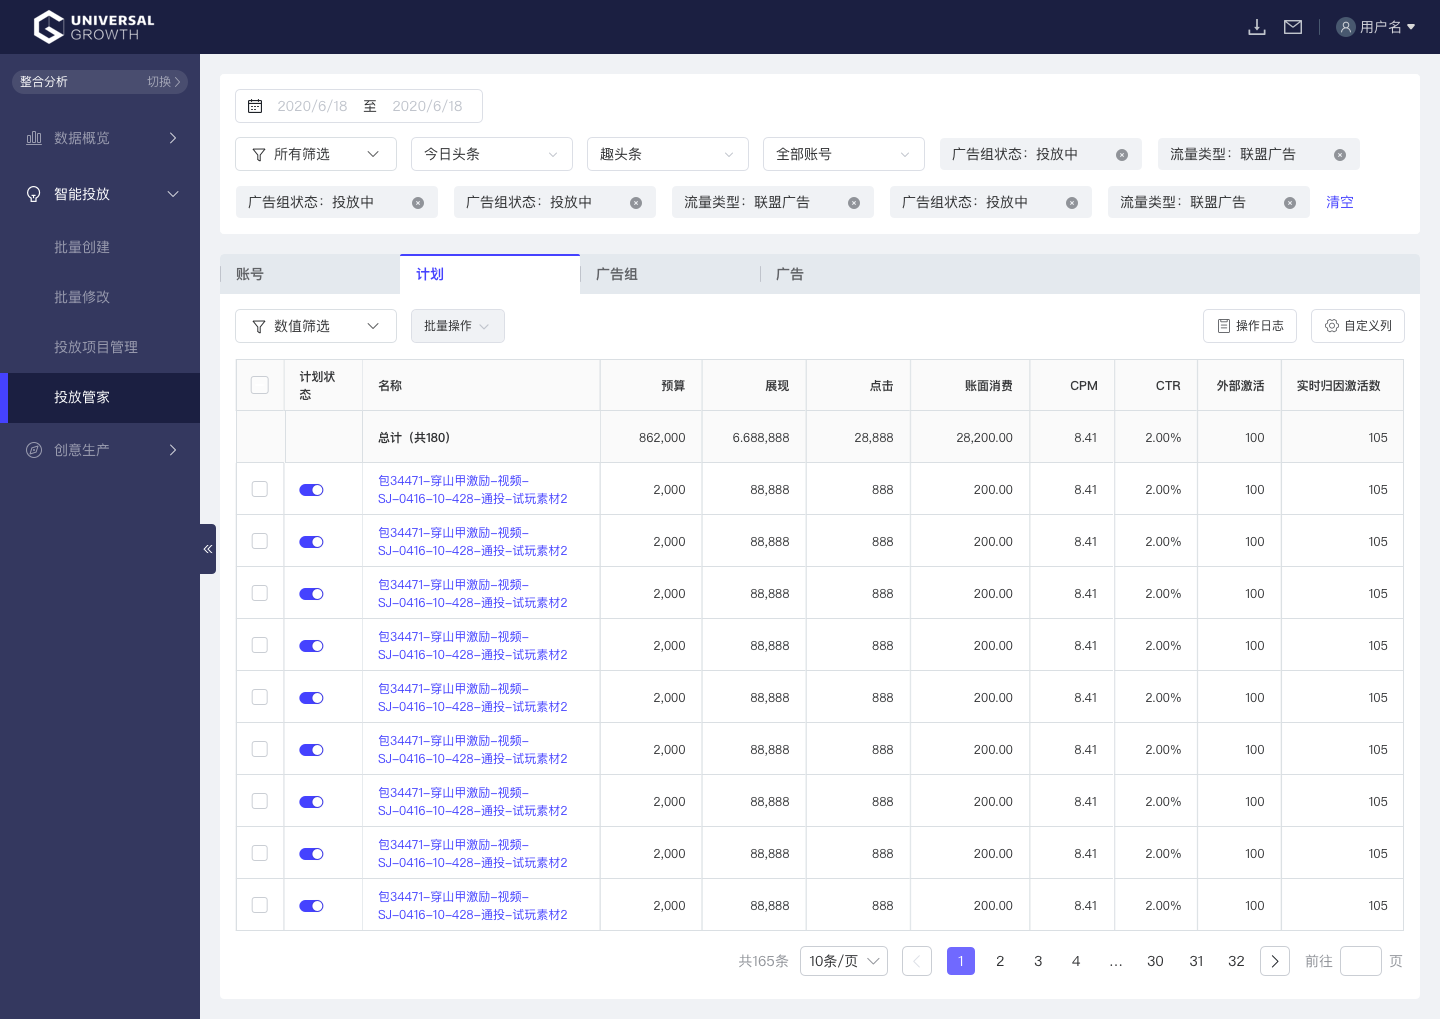 UNIVERSAL
GROWTH
用户名
整合分析 切换
数据概览
智能投放
批量创建
批量修改
投放项目管理
投放管家
创意生产
2020/6/18 至 2020/6/18
所有筛选 今日头条 趣头条 全部账号 广告组状态：投放中 流量类型：联盟广告
广告组状态：投放中 广告组状态：投放中 流量类型：联盟广告 广告组状态：投放中 流量类型：联盟广告 清空
账号 计划 广告组 广告
数值筛选 批量操作 操作日志 自定义列
计划状态 名称 预算 展现 点击 账面消费 CPM CTR 外部激活 实时归因激活数
总计（共180） 862,000 6.688,888 28,888 28,200.00 8.41 2.00% 100 105
包34471-穿山甲激励-视频-
SJ-0416-10-428-通投-试玩素材2 2,000 88,888 888 200.00 8.41 2.00% 100 105
包34471-穿山甲激励-视频-
SJ-0416-10-428-通投-试玩素材2 2,000 88,888 888 200.00 8.41 2.00% 100 105
包34471-穿山甲激励-视频-
SJ-0416-10-428-通投-试玩素材2 2,000 88,888 888 200.00 8.41 2.00% 100 105
包34471-穿山甲激励-视频-
SJ-0416-10-428-通投-试玩素材2 2,000 88,888 888 200.00 8.41 2.00% 100 105
包34471-穿山甲激励-视频-
SJ-0416-10-428-通投-试玩素材2 2,000 88,888 888 200.00 8.41 2.00% 100 105
包34471-穿山甲激励-视频-
SJ-0416-10-428-通投-试玩素材2 2,000 88,888 888 200.00 8.41 2.00% 100 105
包34471-穿山甲激励-视频-
SJ-0416-10-428-通投-试玩素材2 2,000 88,888 888 200.00 8.41 2.00% 100 105
包34471-穿山甲激励-视频-
SJ-0416-10-428-通投-试玩素材2 2,000 88,888 888 200.00 8.41 2.00% 100 105
包34471-穿山甲激励-视频-
SJ-0416-10-428-通投-试玩素材2 2,000 88,888 888 200.00 8.41 2.00% 100 105
共165条 10条/页 1 2 3 4 ... 30 31 32 前往 页